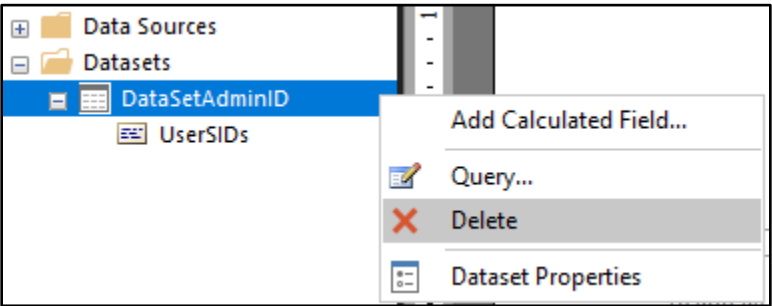 Data Sources
Datasets
DataSetAdminID
UserSIDs
Add Calculated Field...
Query...
Delete
Dataset Properties